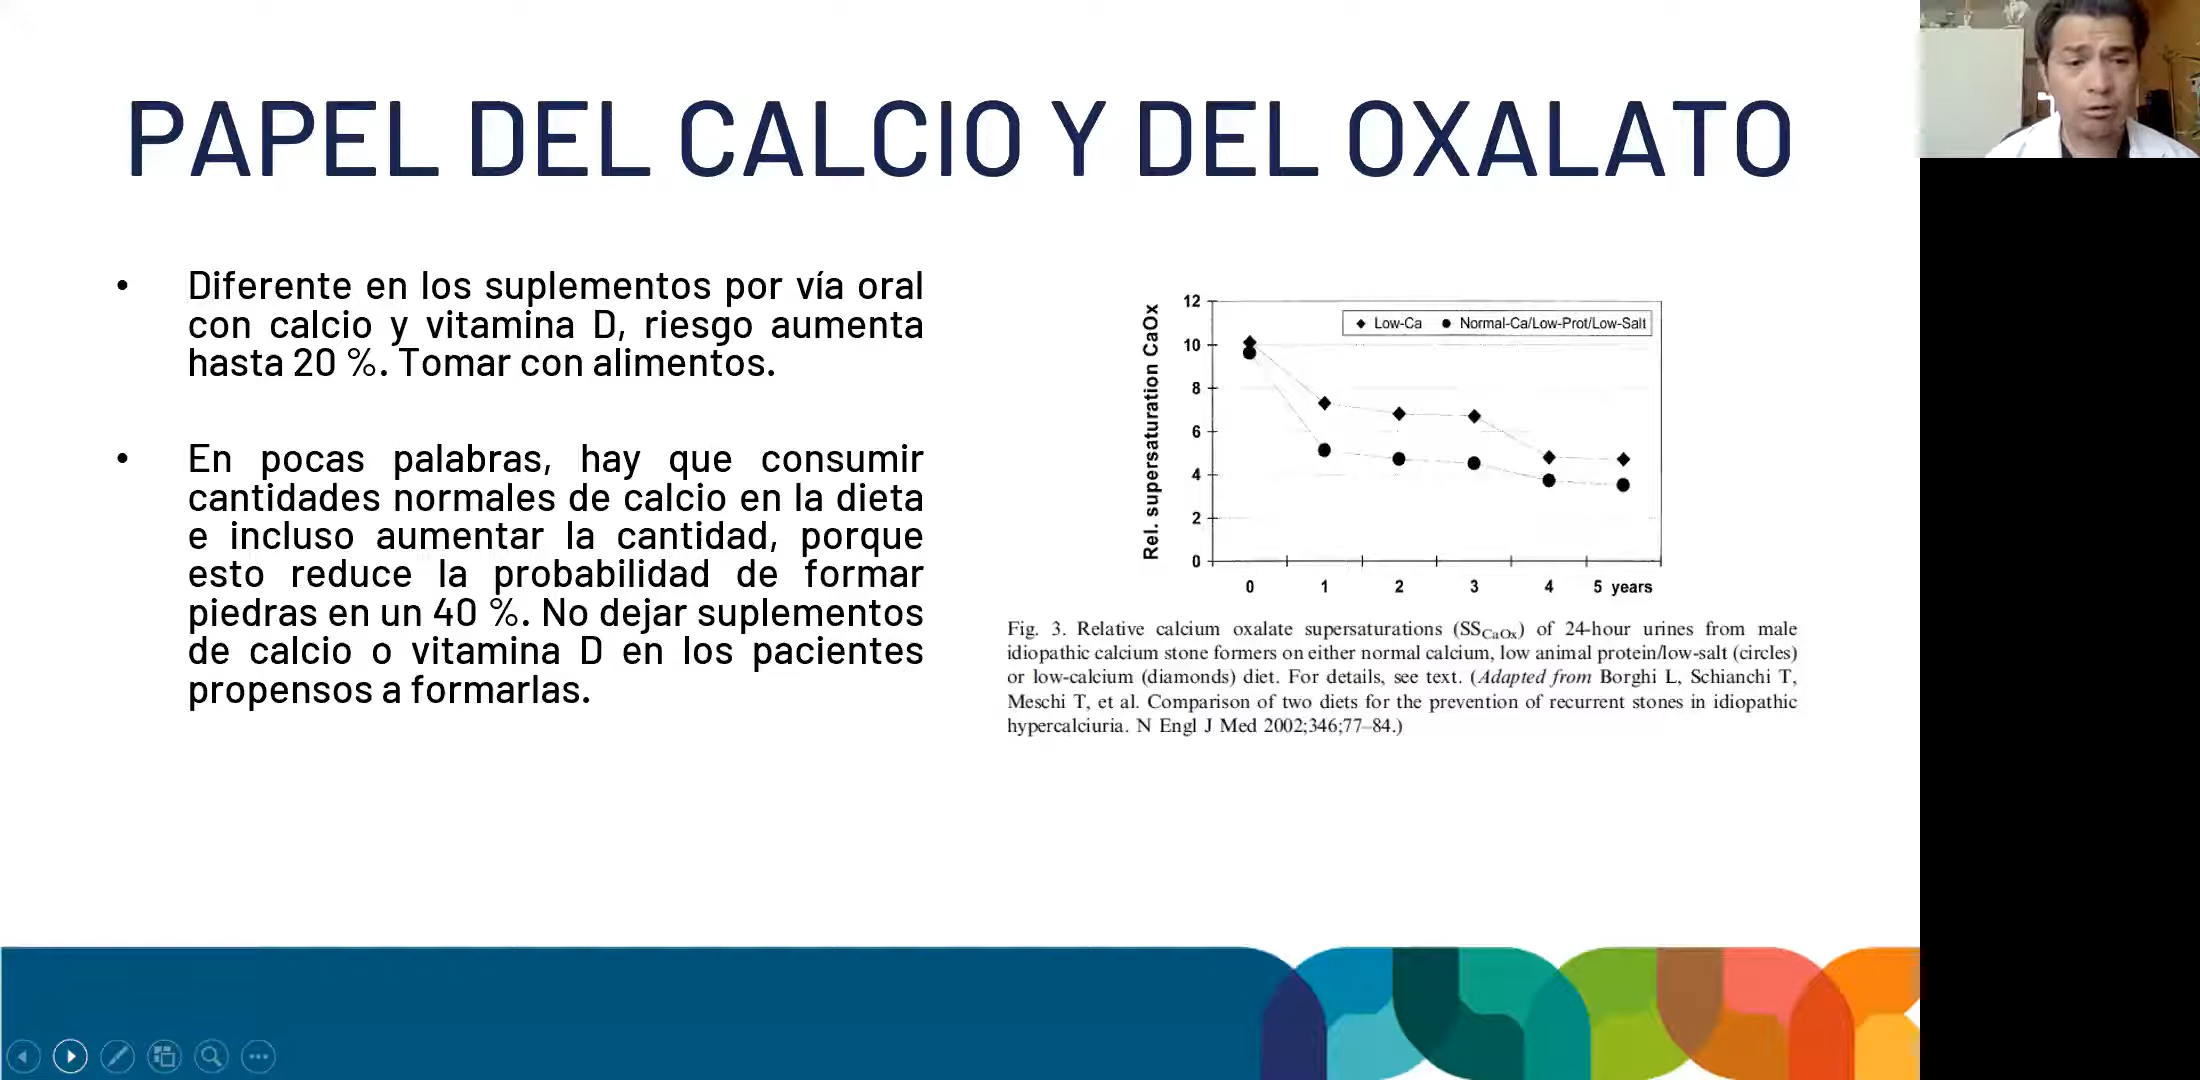 PAPEL DEL CALCIO Y DEL OXALATO
• Diferente en los suplementos por vía oral
con calcio y vitamina D, riesgo aumenta
hasta 20 %. Tomar con alimentos.
• En pocas palabras, hay que consumir
cantidades normales de calcio en la dieta
e incluso aumentar la cantidad, porque
esto reduce la probabilidad de formar
piedras en un 40 %. No dejar suplementos
de calcio o vitamina D en los pacientes
propensos a formarlas.
Rel. supersaturation CaOx
12
10
8
6
4
2
0
Low-Ca Normal-Ca/Low-Prot/Low-Salt
0 1 2 3 4 5 years
Fig. 3. Relative calcium oxalate supersaturations (SSCaOx) of 24-hour urines from male
idiopathic calcium stone formers on either normal calcium, low animal protein/low-salt (circles)
or low-calcium (diamonds) diet. For details, see text. (Adapted from Borghi L, Schianchi T,
Meschi T, et al. Comparison of two diets for the prevention of recurrent stones in idiopathic
hypercalciuria. N Engl J Med 2002;346;77–84.)